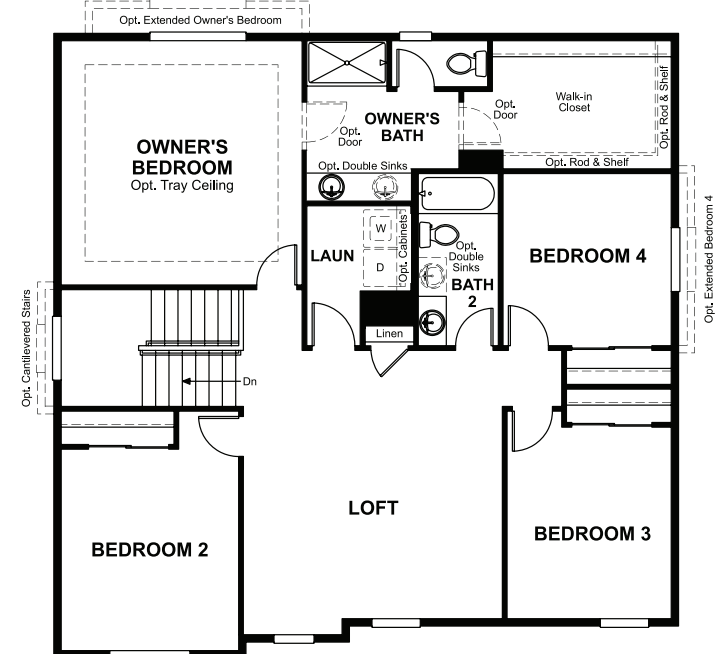 Opt. Extended Owner's Bedroom
OWNER'S
BEDROOM
Opt. Tray Ceiling
Opt.
Door
OWNER'S
BATH
Opt. Double Sinks
Opt.
Door
Walk-in
Closet
Opt. Rod & Shelf
Opt. Rod & Shelf
LAUN
W
D
Opt. Cabinets
Linen
Opt.
Double
Sinks
BATH
2
BEDROOM 4
Opt. Extended Bedroom 4
Opt. Cantilevered Stairs
Dn
LOFT
BEDROOM 2
BEDROOM 3